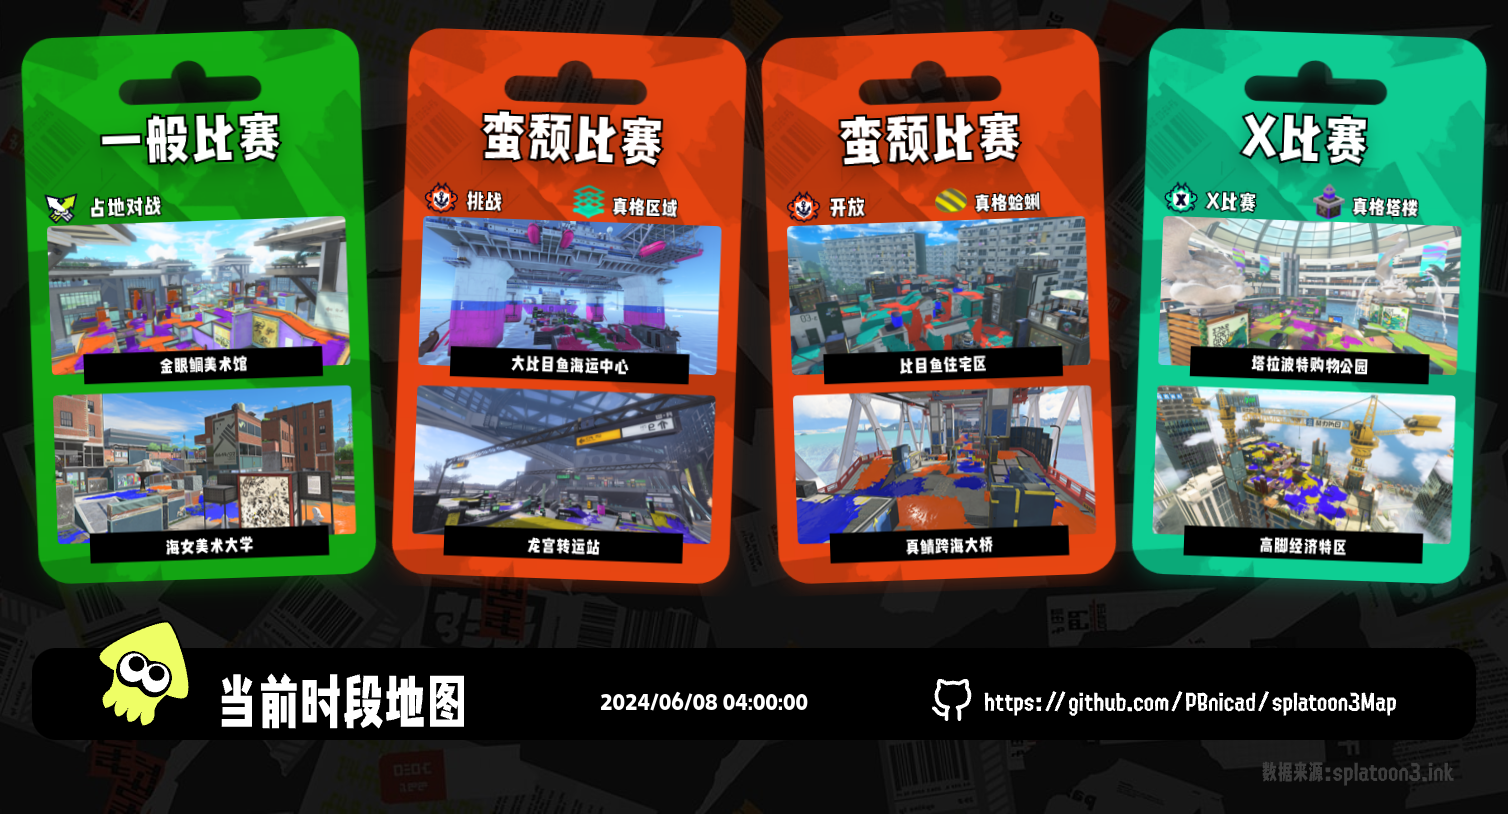 一般比赛
占地对战
金眼鲷美术馆
海女美术大学
蛮颓比赛
挑战
真格区域
大比目鱼海运中心
龙宫转运站
蛮颓比赛
开放
真格蛤蜊
比目鱼住宅区
真鲭跨海大桥
X比赛
X比赛
真格塔楼
塔拉波特购物公园
高脚经济特区
当前时段地图
2024/06/08 04:00:00
https://github.com/PBnicad/splatoon3Map
数据来源:splatoon3.ink